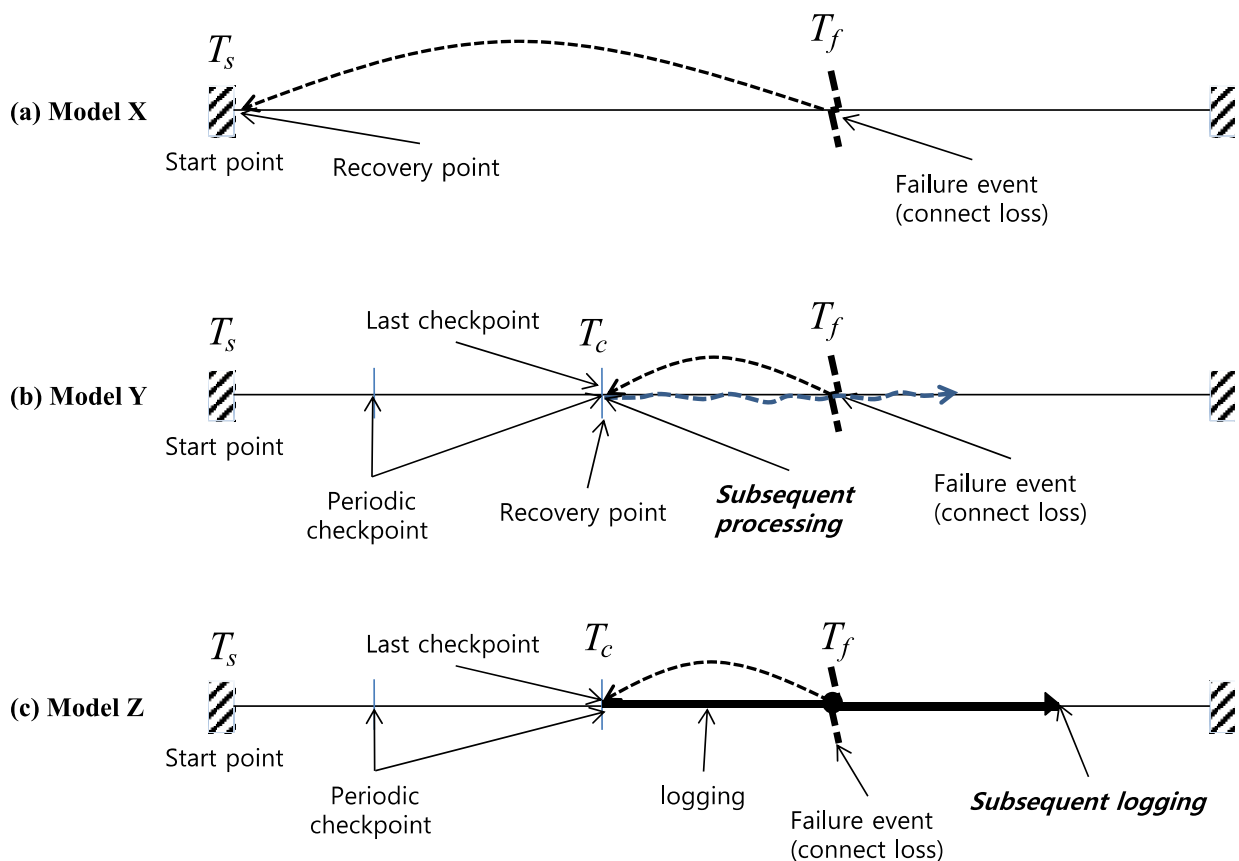 T_s
T_f
(a) Model X
Start point
Recovery point
Failure event
(connect loss)
Last checkpoint
T_s
T_c
T_f
(b) Model Y
Start point
Periodic
checkpoint
Recovery point
Subsequent
processing
Failure event
(connect loss)
Last checkpoint
T_s
T_c
T_f
(c) Model Z
Start point
Periodic
checkpoint
logging
Failure event
(connect loss)
Subsequent logging